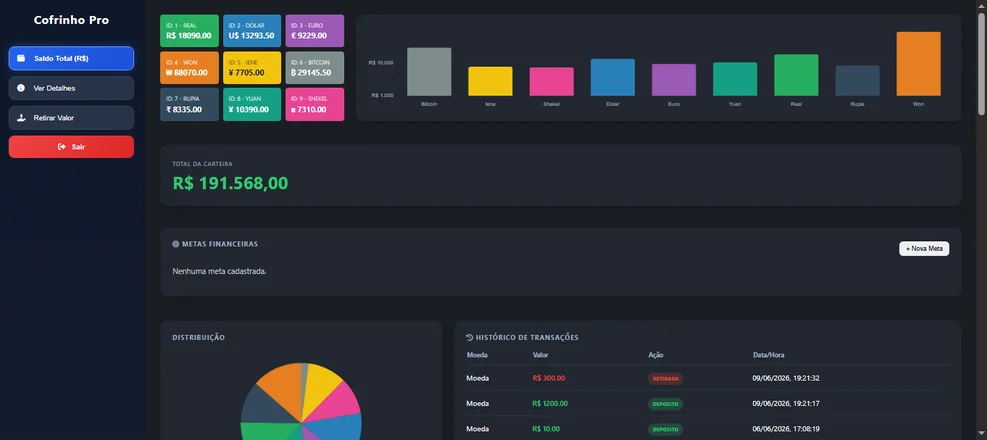 Cofrinho Pro
Saldo Total (R$)
Ver Detalhes
Retirar Valor
Sair
ID: 1 - REAL
R$ 18090.00
ID: 2 - DOLAR
U$ 13293.50
ID: 3 - EURO
€ 9229.00
ID: 4 - WON
₩ 88070.00
ID: 5 - IENE
¥ 7705.00
ID: 6 - BITCOIN
₿ 29145.50
ID: 7 - RUPIA
₹ 8335.00
ID: 8 - YUAN
¥ 10390.00
ID: 9 - SHEKEL
₪ 7310.00
R$ 10.000
R$ 1.000
Bitcoin
Iene
Shekel
Dolar
Euro
Yuan
Real
Rupia
Won
TOTAL DA CARTEIRA
R$ 191.568,00
METAS FINANCEIRAS
+ Nova Meta
Nenhuma meta cadastrada.
DISTRIBUIÇÃO
HISTÓRICO DE TRANSAÇÕES
Moeda Valor Ação Data/Hora
Moeda R$ 300.00 RETIRADA 09/06/2026, 19:21:32
Moeda R$ 1200.00 DEPOSITO 09/06/2026, 19:21:17
Moeda R$ 10.00 DEPOSITO 06/06/2026, 17:08:19